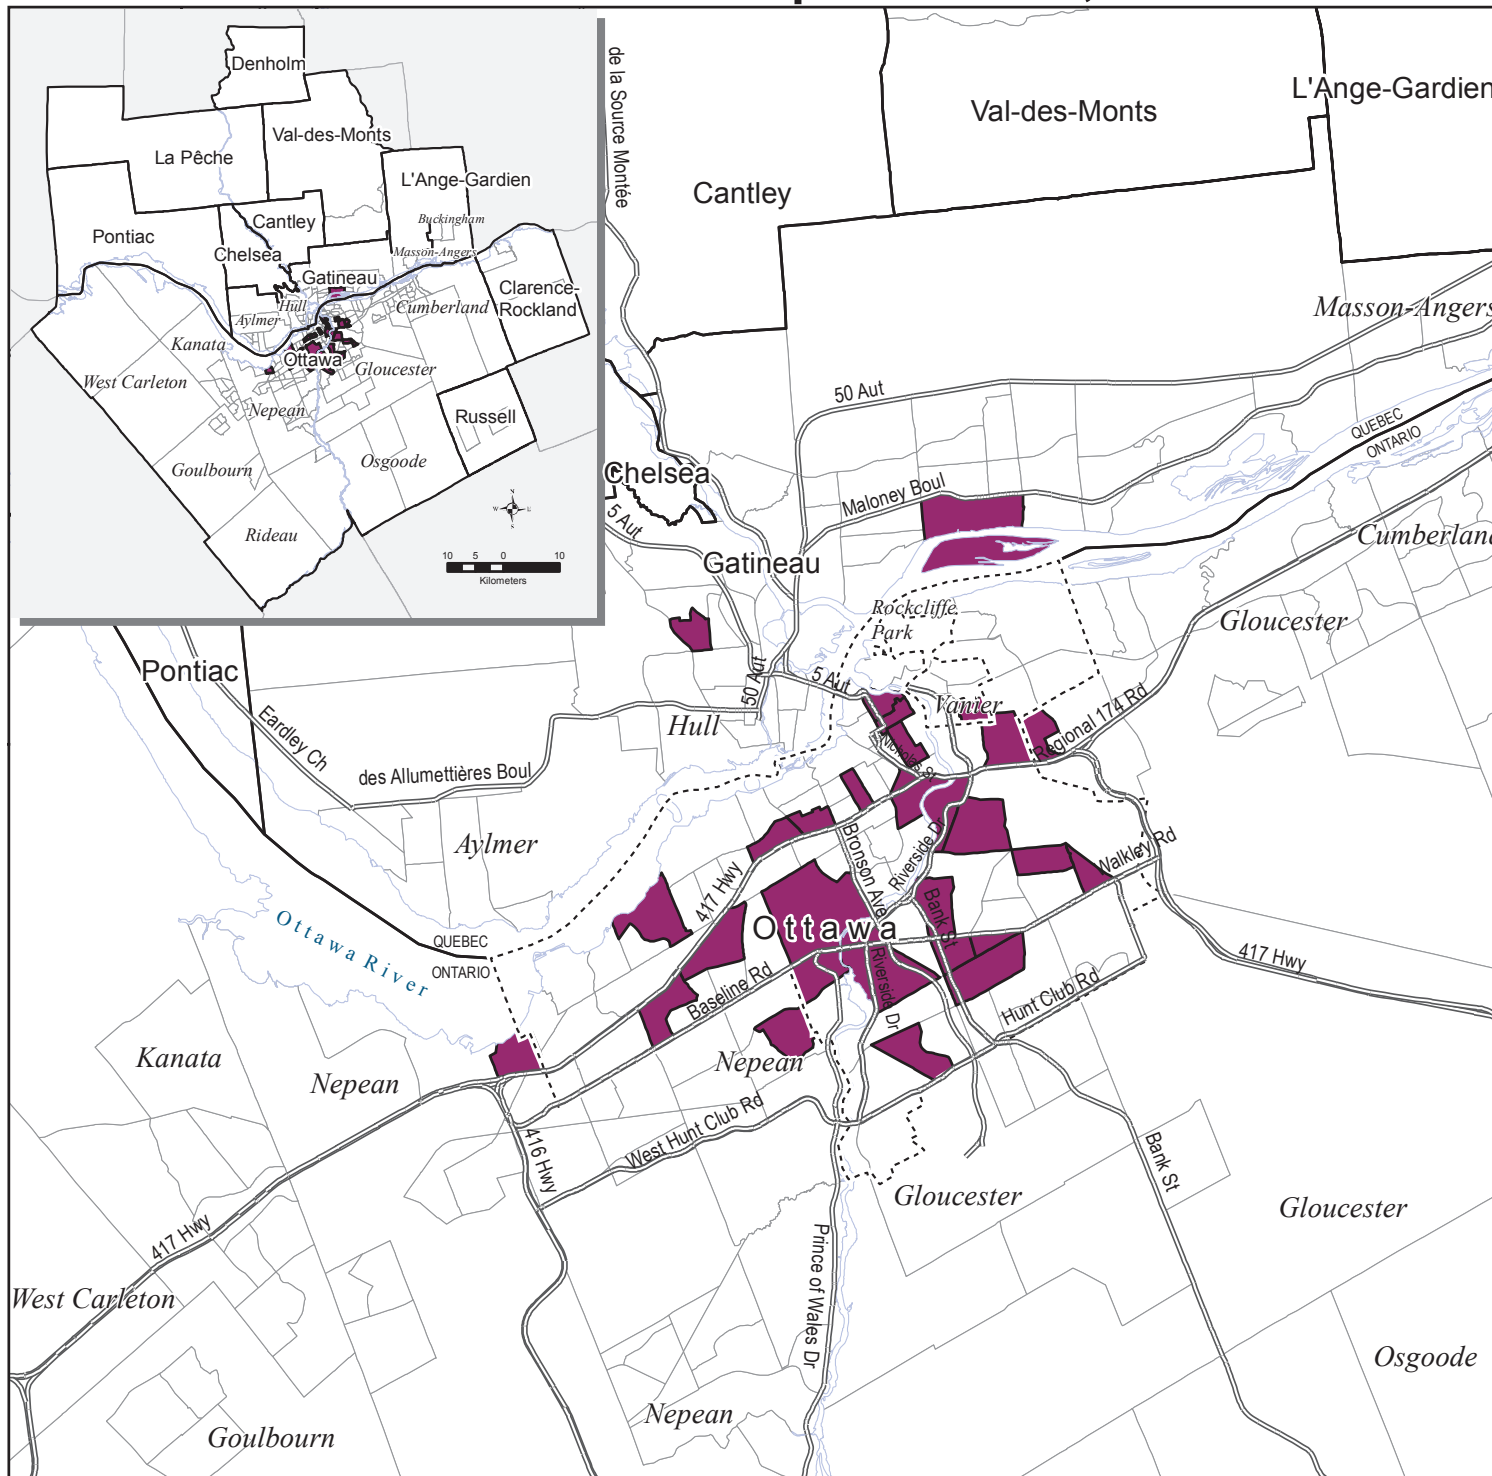 Denholm
Val-des-Monts
La Pêche
L'Ange-Gardien
Buckingham
Cantley
Pontiac
Chelsea
Masson-Angers
Gatineau
Clarence-
Rockland
Hull
Cumberland
Aylmer
Kanata
Ottawa
Gloucester
West Carleton
Nepean
Russell
Goulbourn
Osgoode
Rideau
N
W
E
S
10 5 0 10
Kilometers
de la Source Montée
Val-des-Monts
L'Ange-Gardien
Cantley
Masson-Angers
50 Aut
QUEBEC
ONTARIO
Chelsea
Maloney Boul
5 Aut
Gatineau
Cumberland
Rockcliffe
Park
Gloucester
Pontiac
50 Aut
5 Aut
Vanier
Regional 174 Rd
Eardley Ch
Hull
Nicholas St
des Allumettières Boul
Aylmer
Bronson Ave
Riverside Dr
Walkley Rd
417 Hwy
Bank St
Ottawa River
Ottawa
QUEBEC
ONTARIO
417 Hwy
Baseline Rd
Riverside Dr
Hunt Club Rd
Kanata
Nepean
Nepean
West Hunt Club Rd
416 Hwy
Bank St
Gloucester
Gloucester
417 Hwy
Prince of Wales Dr
West Carleton
Osgoode
Nepean
Goulbourn